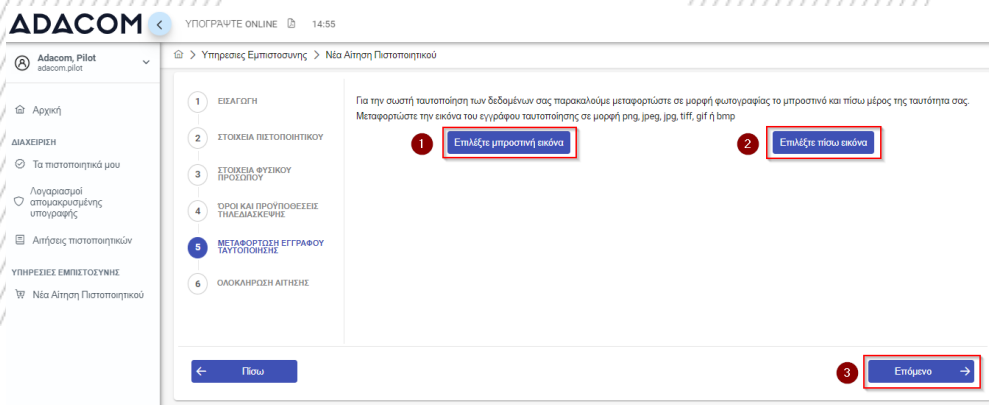 ADACOM
ΥΠΟΓΡΑΨΤΕ ONLINE 14:55
Adacom, Pilot
adacom.pilot
Αρχική
ΔΙΑΧΕΙΡΙΣΗ
Τα πιστοποιητικά μου
Λογαριασμοί
απομακρυσμένης
υπογραφής
Αιτήσεις πιστοποιητικών
ΥΠΗΡΕΣΙΕΣ ΕΜΠΙΣΤΟΣΥΝΗΣ
Νέα Αίτηση Πιστοποιητικού
Υπηρεσιες Εμπιστοσυνης > Νέα Αίτηση Πιστοποιητικού
1 ΕΙΣΑΓΩΓΗ
2 ΣΤΟΙΧΕΙΑ ΠΙΣΤΟΠΟΙΗΤΙΚΟΥ
3 ΣΤΟΙΧΕΙΑ ΦΥΣΙΚΟΥ
ΠΡΟΣΩΠΟΥ
4 ΌΡΟΙ ΚΑΙ ΠΡΟΫΠΟΘΕΣΕΙΣ
ΤΗΛΕΔΙΑΣΚΕΨΗΣ
5 ΜΕΤΑΦΟΡΤΩΣΗ ΕΓΓΡΑΦΟΥ
ΤΑΥΤΟΠΟΙΗΣΗΣ
6 ΟΛΟΚΛΗΡΩΣΗ ΑΙΤΗΣΗΣ
Για την σωστή ταυτοποίηση των δεδομένων σας παρακαλούμε μεταφορτώστε σε μορφή φωτογραφίας το μπροστινό και πίσω μέρος της ταυτότητα σας.
Μεταφορτώστε την εικόνα του εγγράφου ταυτοποίησης σε μορφή png, jpeg, jpg, tiff, gif ή bmp
1 Επιλέξτε μπροστινή εικόνα
2 Επιλέξτε πίσω εικόνα
Πίσω
3 Επόμενο